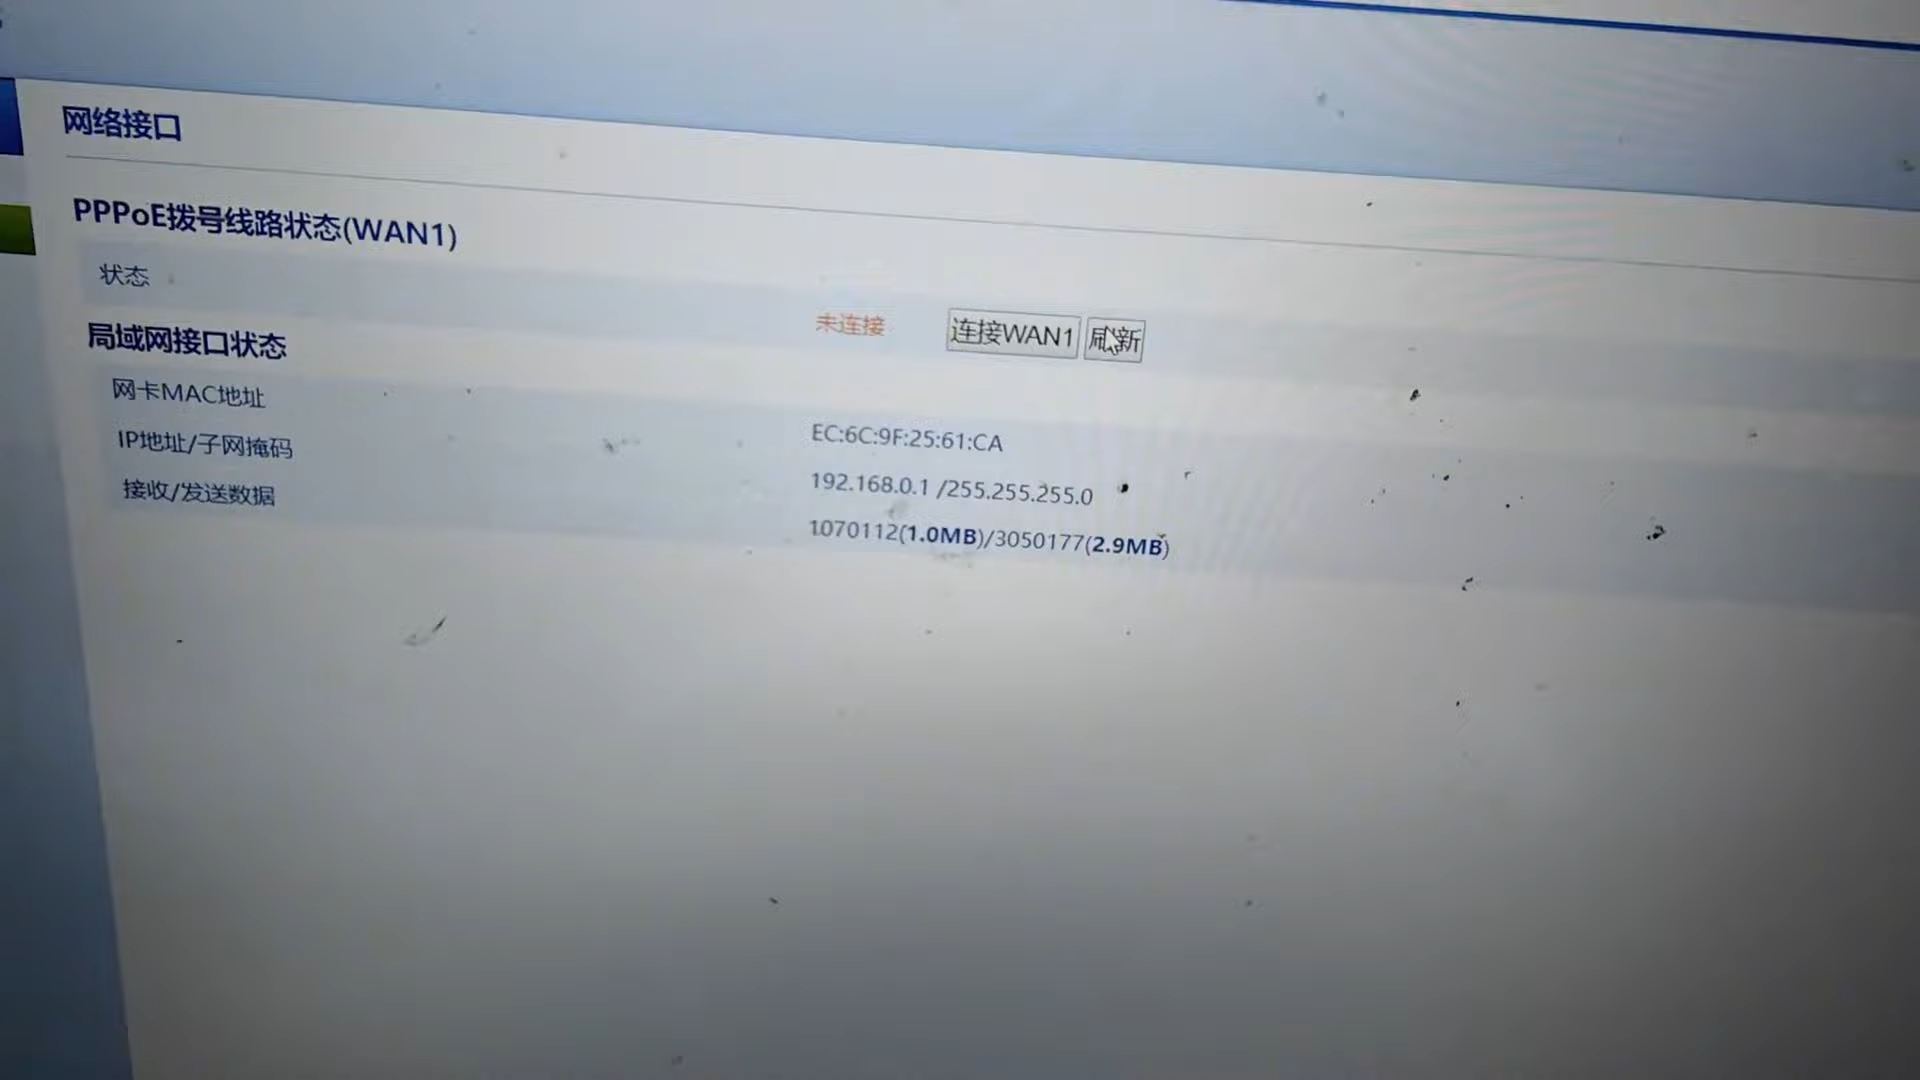 网络接口
PPPoE拨号线路状态(WAN1)
状态 未连接 连接WAN1 刷新
局域网接口状态
网卡MAC地址 EC:6C:9F:25:61:CA
IP地址/子网掩码 192.168.0.1 /255.255.255.0
接收/发送数据 1070112(1.0MB)/3050177(2.9MB)